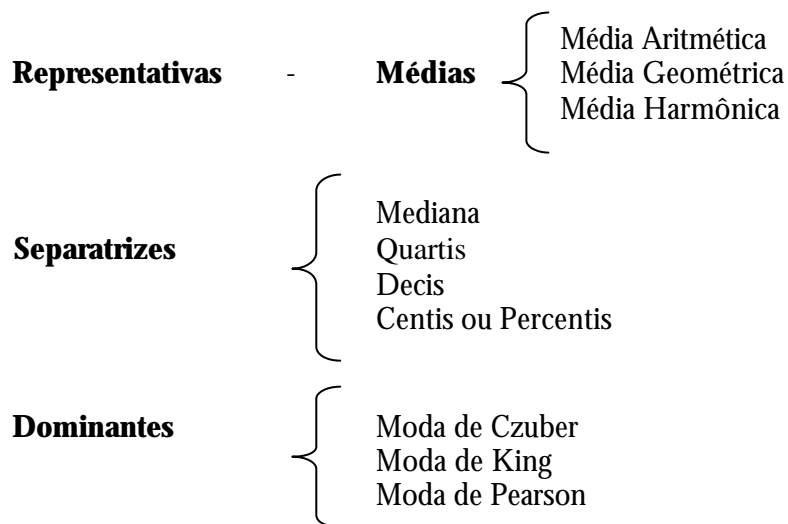 Média Aritmética
Representativas - Médias Média Geométrica
Média Harmônica
Mediana
Separatrizes Quartis
Decis
Centis ou Percentis
Dominantes Moda de Czuber
Moda de King
Moda de Pearson